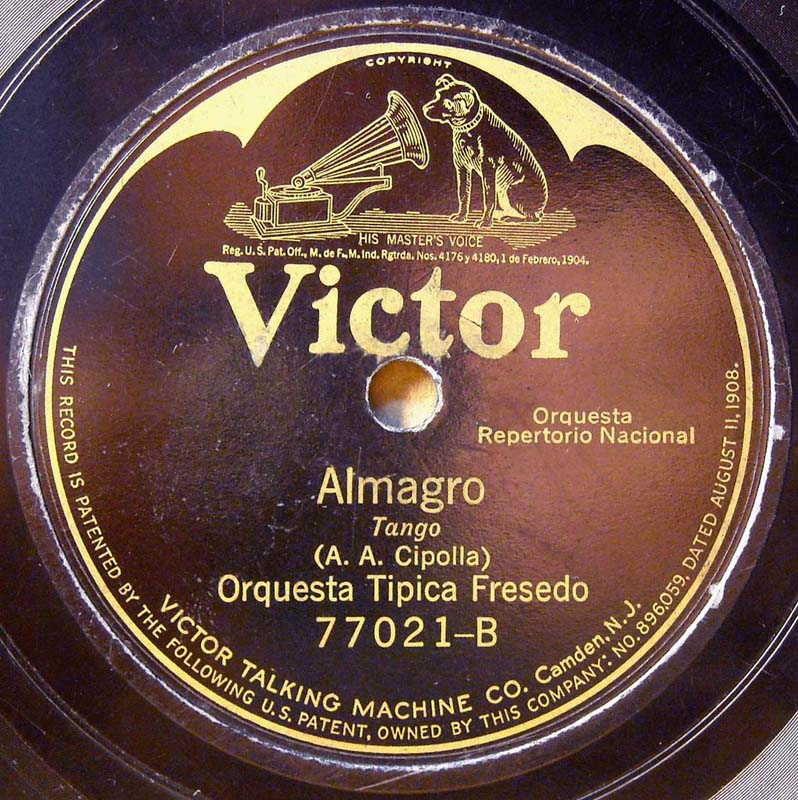 COPYRIGHT
HIS MASTER'S VOICE
Reg. U. S. Pat. Off., M. de F., M. Ind. Rgtrda. Nos. 4176 y 4180, 1 de Febrero, 1904.
Victor
Orquesta
Repertorio Nacional
Almagro
Tango
(A. A. Cipolla)
Orquesta Tipica Fresedo
77021-B
VICTOR TALKING MACHINE CO. Camden, N. J.
THIS RECORD IS PATENTED BY THE FOLLOWING U.S. PATENT, OWNED BY THIS COMPANY: NO. 896,059, DATED AUGUST 11, 1908.